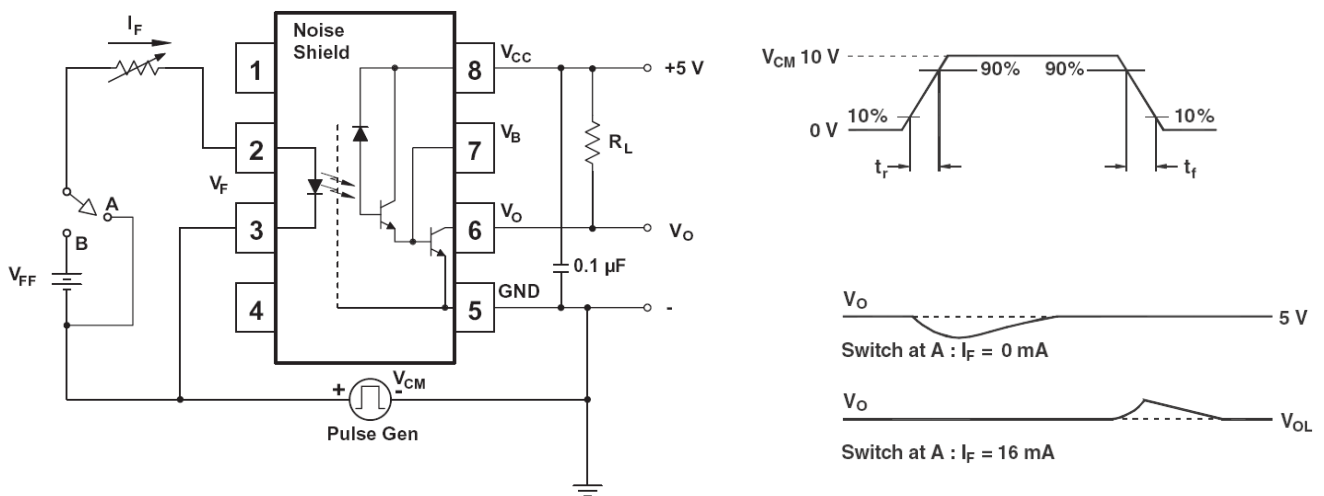 I_F
Noise
Shield
1
2
3
4
8
7
6
5
V_CC
V_B
V_O
GND
V_F
A
B
V_FF
+5 V
R_L
V_O
0.1 µF
-
+
V_CM
-
Pulse Gen
V_CM 10 V
90%
90%
10%
10%
0 V
t_r
t_f
V_O
5 V
Switch at A : I_F = 0 mA
V_O
V_OL
Switch at A : I_F = 16 mA